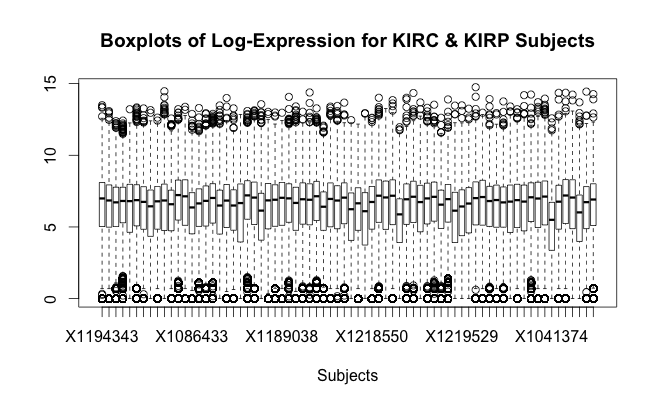 Boxplots of Log-Expression for KIRC & KIRP Subjects
15
10
5
0
X1194343 X1086433 X1189038 X1218550 X1219529 X1041374
Subjects